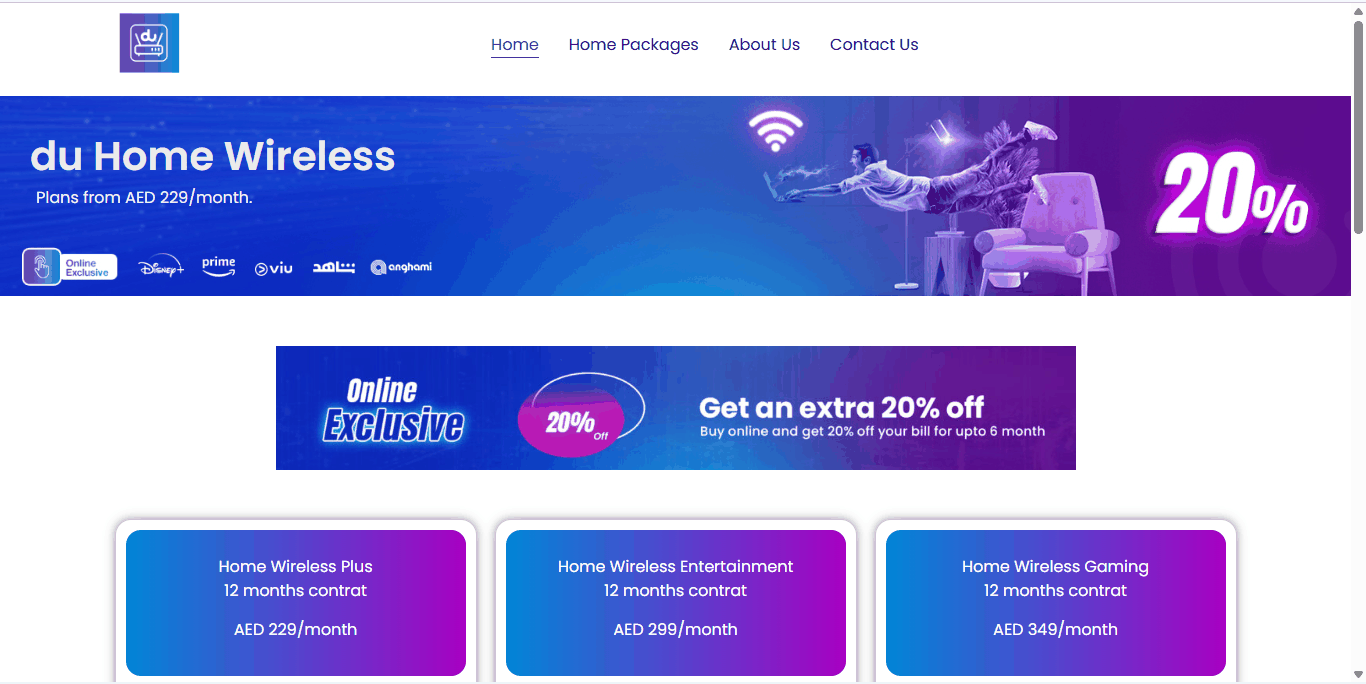 du
Home
Home Packages
About Us
Contact Us
du Home Wireless
Plans from AED 229/month.
Online
Exclusive
Disney+
prime
viu
شاهد
anghami
20%
Online
Exclusive
20%
Off
Get an extra 20% off
Buy online and get 20% off your bill for upto 6 month
Home Wireless Plus
12 months contrat
AED 229/month
Home Wireless Entertainment
12 months contrat
AED 299/month
Home Wireless Gaming
12 months contrat
AED 349/month